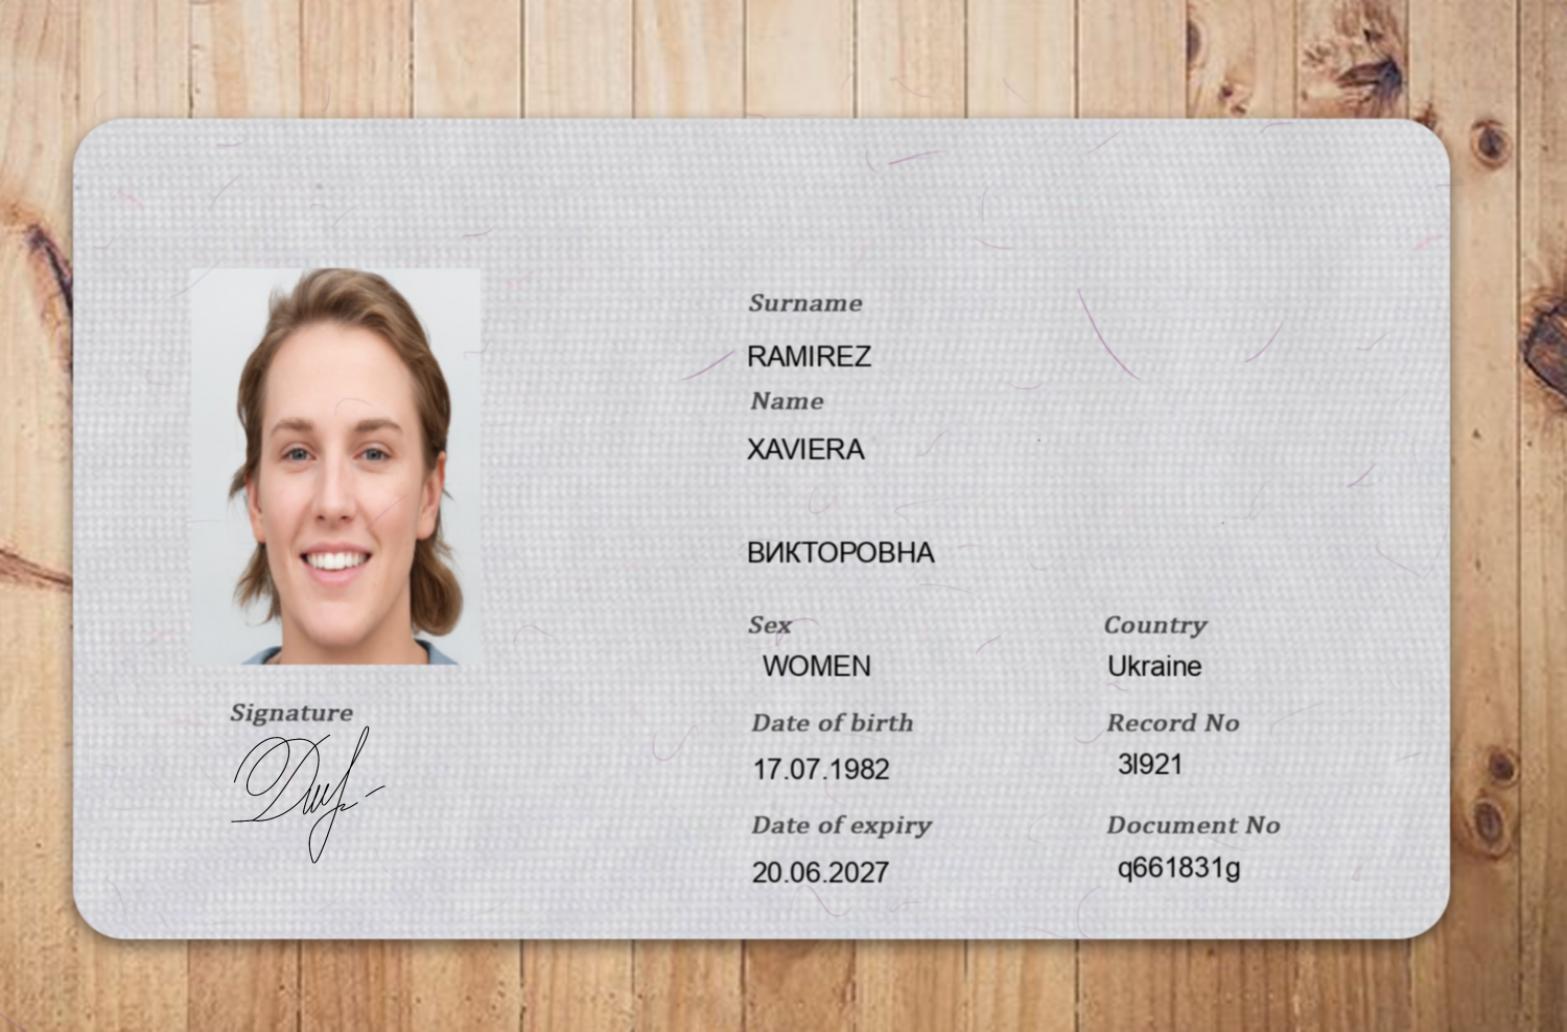 Surname
RAMIREZ
Name
XAVIERA
ВИКТОРОВНА
Sex
WOMEN
Country
Ukraine
Date of birth
17.07.1982
Record No
3l921
Date of expiry
20.06.2027
Document No
q661831g
Signature